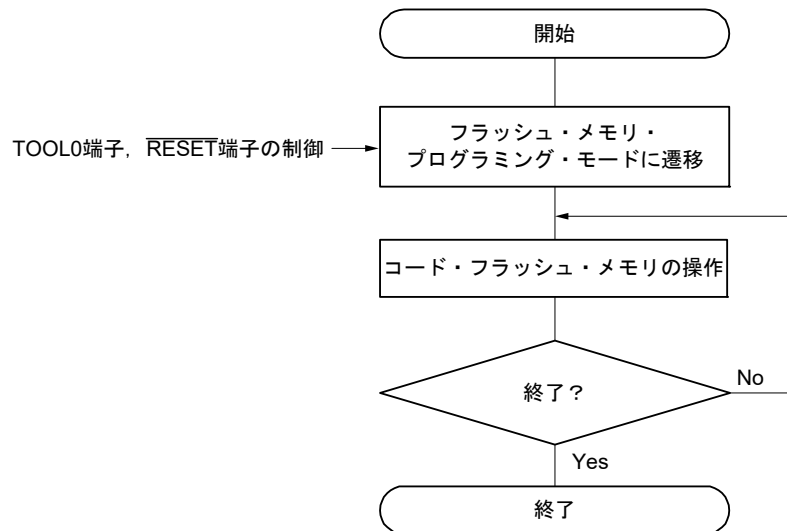 開始
TOOL0端子，RESET端子の制御
フラッシュ・メモリ・
プログラミング・モードに遷移
コード・フラッシュ・メモリの操作
終了？
No
Yes
終了